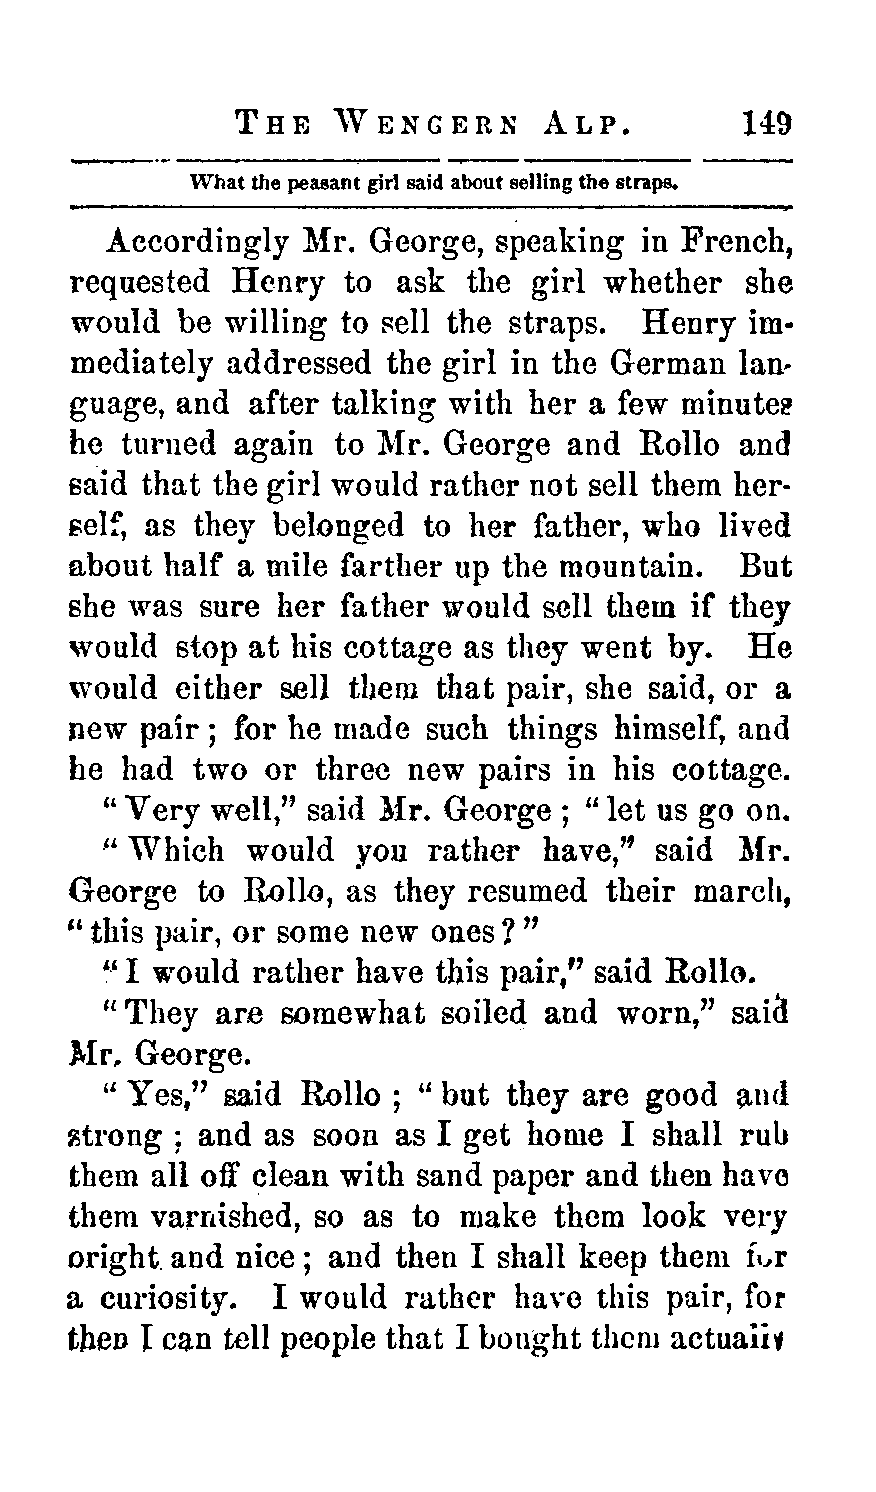 THE WENGERN ALP. 149
What the peasant girl said about selling the straps.
Accordingly Mr. George, speaking in French,
requested Henry to ask the girl whether she
would be willing to sell the straps. Henry im-
mediately addressed the girl in the German lan-
guage, and after talking with her a few minutes
he turned again to Mr. George and Rollo and
said that the girl would rather not sell them her-
self, as they belonged to her father, who lived
about half a mile farther up the mountain. But
she was sure her father would sell them if they
would stop at his cottage as they went by. He
would either sell them that pair, she said, or a
new pair ; for he made such things himself, and
he had two or three new pairs in his cottage.
“ Very well,” said Mr. George ; “ let us go on.
“ Which would you rather have,” said Mr.
George to Rollo, as they resumed their march,
“ this pair, or some new ones ? ”
“ I would rather have this pair,” said Rollo.
“ They are somewhat soiled and worn,” said
Mr. George.
“ Yes,” said Rollo ; “ but they are good and
strong ; and as soon as I get home I shall rub
them all off clean with sand paper and then have
them varnished, so as to make them look very
bright and nice ; and then I shall keep them for
a curiosity. I would rather have this pair, for
then I can tell people that I bought them actually